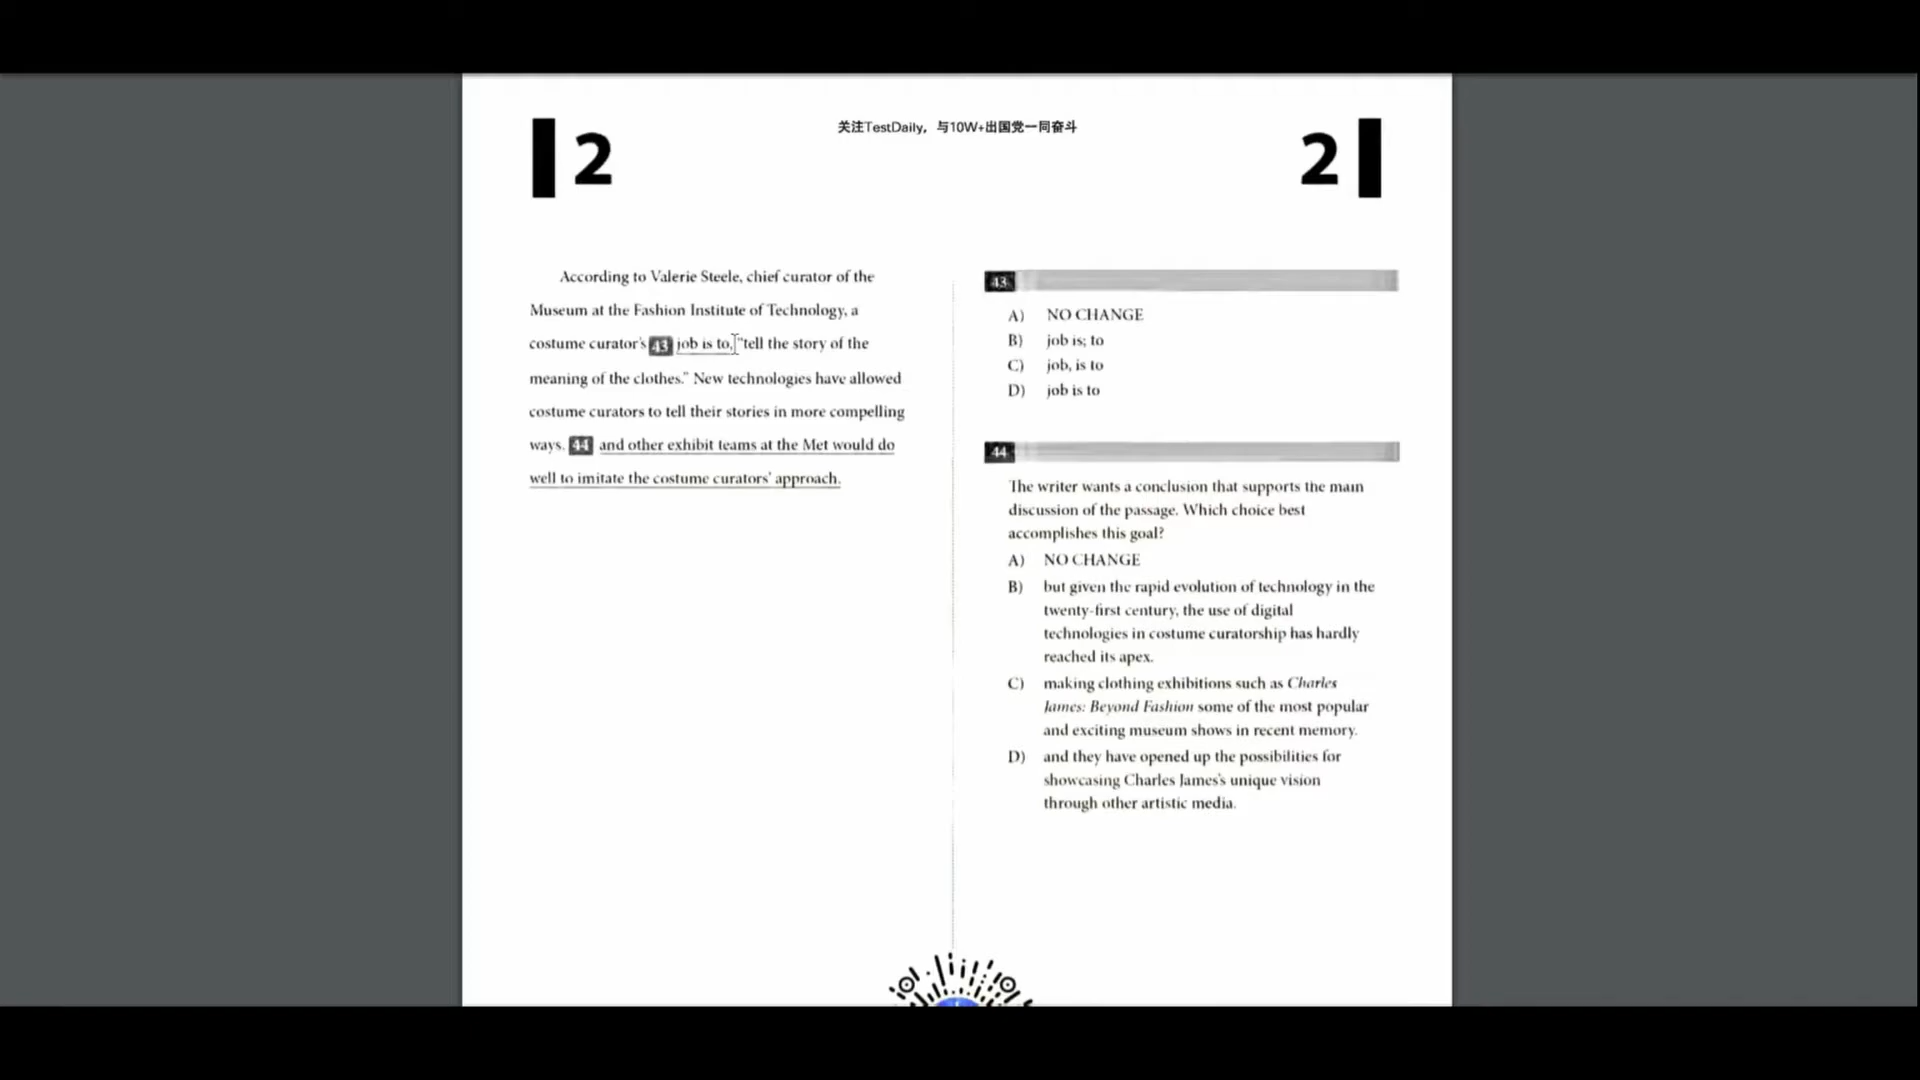 2
关注TestDaily，与10W+出国党一同奋斗
2
According to Valerie Steele, chief curator of the
Museum at the Fashion Institute of Technology, a
costume curator's 43 job is to, "tell the story of the
meaning of the clothes." New technologies have allowed
costume curators to tell their stories in more compelling
ways. 44 and other exhibit teams at the Met would do
well to imitate the costume curators' approach.
43
A) NO CHANGE
B) job is; to
C) job, is to
D) job is to
44
The writer wants a conclusion that supports the main
discussion of the passage. Which choice best
accomplishes this goal?
A) NO CHANGE
B) but given the rapid evolution of technology in the
twenty-first century, the use of digital
technologies in costume curatorship has hardly
reached its apex.
C) making clothing exhibitions such as Charles
James: Beyond Fashion some of the most popular
and exciting museum shows in recent memory.
D) and they have opened up the possibilities for
showcasing Charles James's unique vision
through other artistic media.